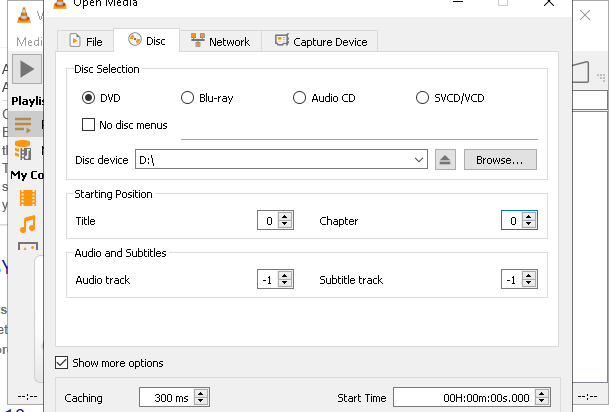 Open Media
Medi
File Disc Network Capture Device
Disc Selection
DVD Blu-ray Audio CD SVCD/VCD
No disc menus
Disc device D:\ Browse...
Starting Position
Title 0 Chapter 0
Audio and Subtitles
Audio track -1 Subtitle track -1
Show more options
Caching 300 ms Start Time 00H:00m:00s.000
Playlis
My Co
--:-- --:--